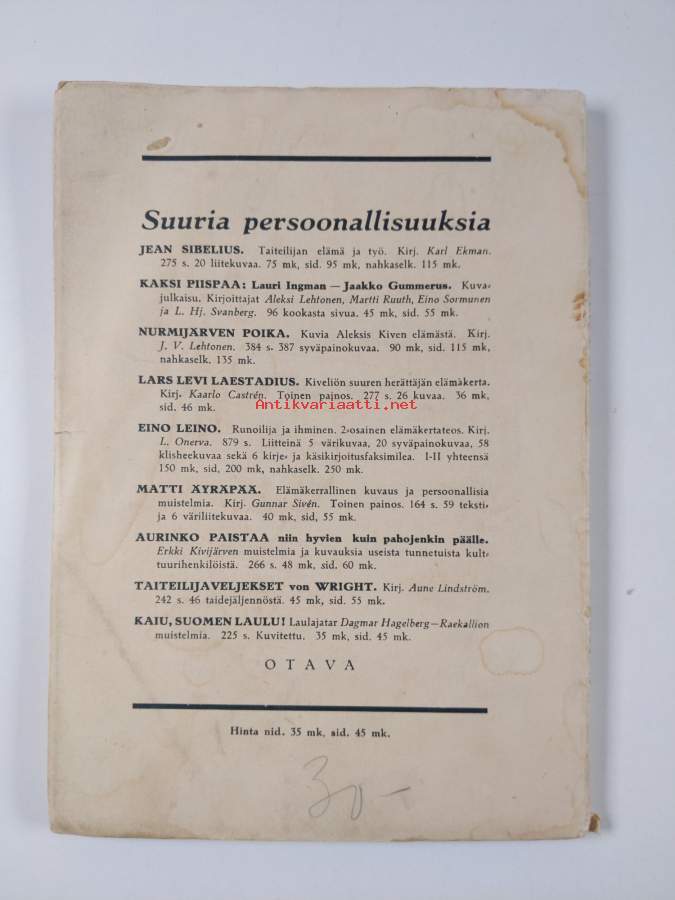 Suuria persoonallisuuksia
JEAN SIBELIUS. Taiteilijan elämä ja työ. Kirj. Karl Ekman.
275 s. 20 liitekuvaa. 75 mk, sid. 95 mk, nahkaselk. 115 mk.
KAKSI PIISPAA: Lauri Ingman — Jaakko Gummerus. Kuva-
julkaisu. Kirjoittajat Aleksi Lehtonen, Martti Ruuth, Eino Sormunen
ja L. Hj. Svanberg. 96 kookasta sivua. 45 mk, sid. 55 mk.
NURMIJÄRVEN POIKA. Kuvia Aleksis Kiven elämästä. Kirj.
J. V. Lehtonen. 384 s. 387 syväpainokuvaa. 90 mk, sid. 115 mk,
nahkaselk. 135 mk.
LARS LEVI LAESTADIUS. Kiveliön suuren herättäjän elämäkerta.
Kirj. Kaarlo Castrén. Toinen painos. 277 s. 26 kuvaa. 36 mk,
sid. 46 mk.
Antikvariaatti.net
EINO LEINO. Runoilija ja ihminen. 2-osainen elämäkertateos. Kirj.
L. Onerva. 879 s. Liitteinä 5 värikuvaa, 20 syväpainokuvaa, 58
klisheekuvaa sekä 6 kirje- ja käsikirjoitusfaksimilea. I-II yhteensä
150 mk, sid, 200 mk, nahkaselk. 250 mk.
MATTI ÄYRÄPÄÄ. Elämäkerrallinen kuvaus ja persoonallisia
muistelmia. Kirj. Gunnar Sivén. Toinen painos. 164 s. 59 teksti-
ja 6 väriliitekuvaa. 40 mk, sid, 55 mk.
AURINKO PAISTAA niin hyvien kuin pahojenkin päälle.
Erkki Kivijärven muistelmia ja kuvauksia useista tunnetuista kult-
tuurihenkilöistä. 266 s. 48 mk, sid. 60 mk.
TAITEILIJAVELJEKSET von WRIGHT. Kirj. Aune Lindström.
242 s. 46 taidejäljennöstä. 45 mk, sid. 55 mk.
KAIU, SUOMEN LAULU! Laulajatar Dagmar Hagelberg—Raekallion
muistelmia. 225 s. Kuvitettu. 35 mk, sid. 45 mk.
OTAVA
Hinta nid. 35 mk, sid. 45 mk.
30-